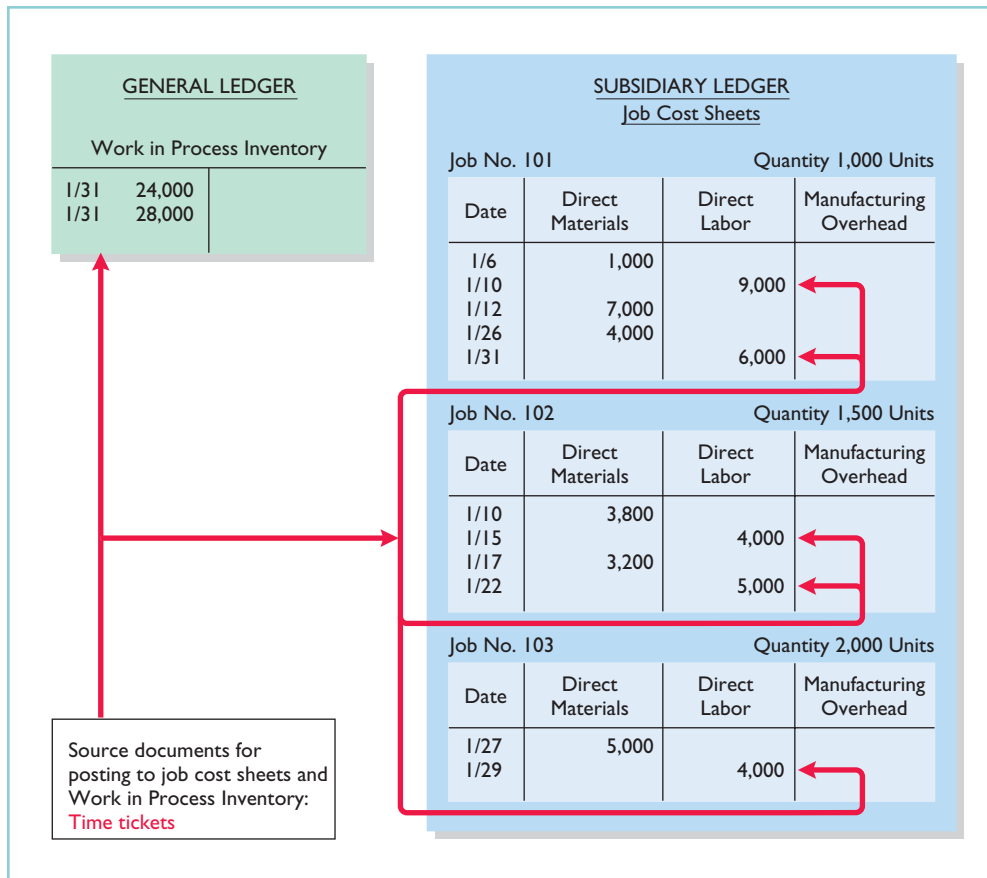 GENERAL LEDGER
Work in Process Inventory
1/31 24,000
1/31 28,000
Source documents for
posting to job cost sheets and
Work in Process Inventory:
Time tickets
SUBSIDIARY LEDGER
Job Cost Sheets
Job No. 101 Quantity 1,000 Units
Date Direct Materials Direct Labor Manufacturing Overhead
1/6 1,000
1/10 9,000
1/12 7,000
1/26 4,000
1/31 6,000
Job No. 102 Quantity 1,500 Units
Date Direct Materials Direct Labor Manufacturing Overhead
1/10 3,800
1/15 4,000
1/17 3,200
1/22 5,000
Job No. 103 Quantity 2,000 Units
Date Direct Materials Direct Labor Manufacturing Overhead
1/27 5,000
1/29 4,000